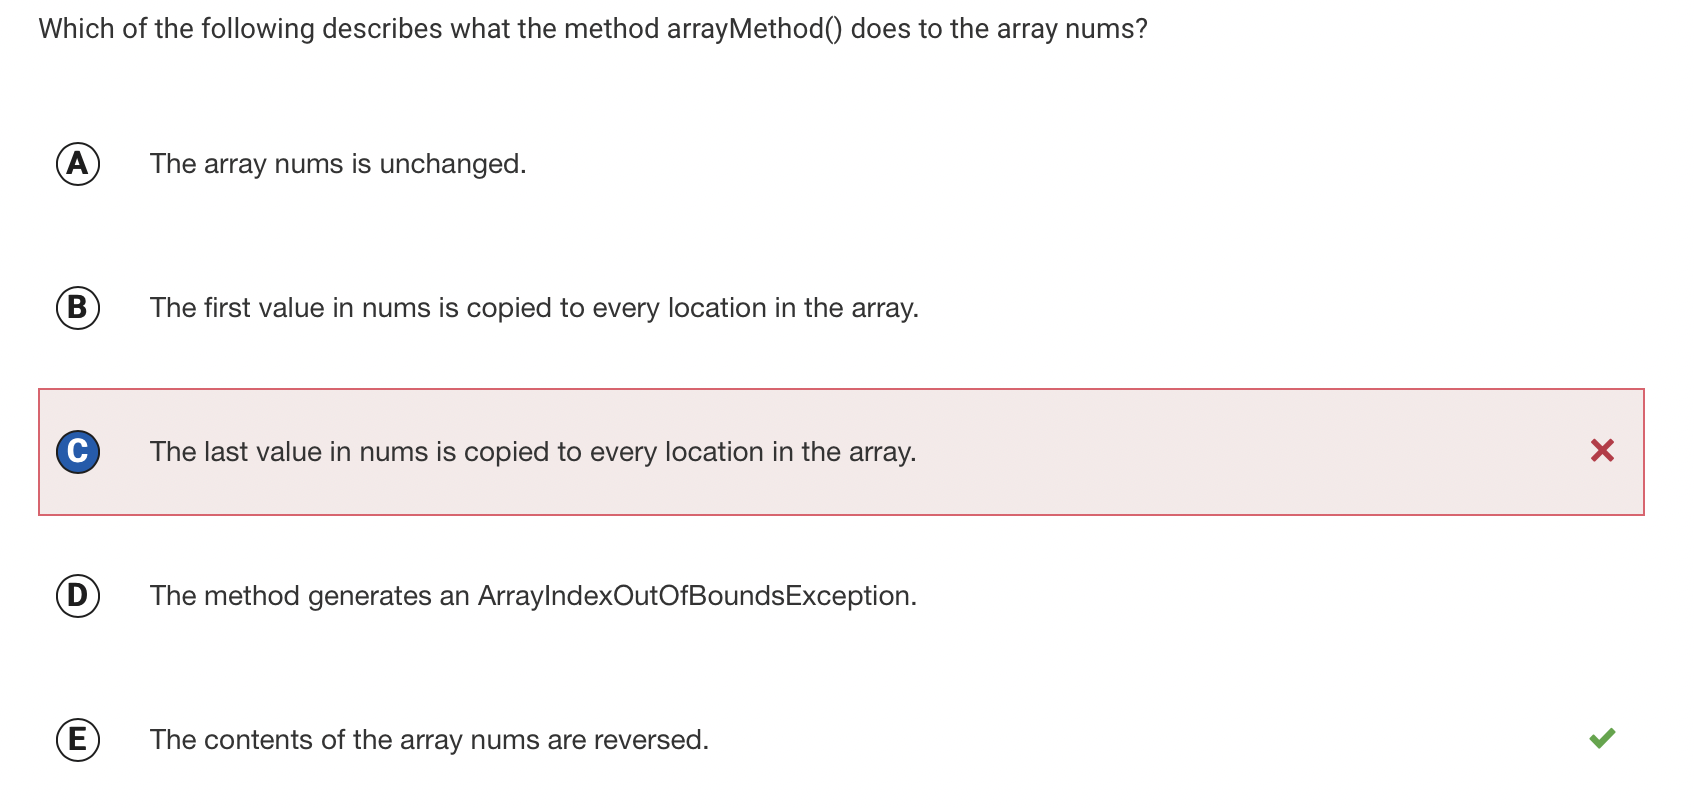 Which of the following describes what the method arrayMethod() does to the array nums?
A The array nums is unchanged.
B The first value in nums is copied to every location in the array.
C The last value in nums is copied to every location in the array.
D The method generates an ArrayIndexOutOfBoundsException.
E The contents of the array nums are reversed.